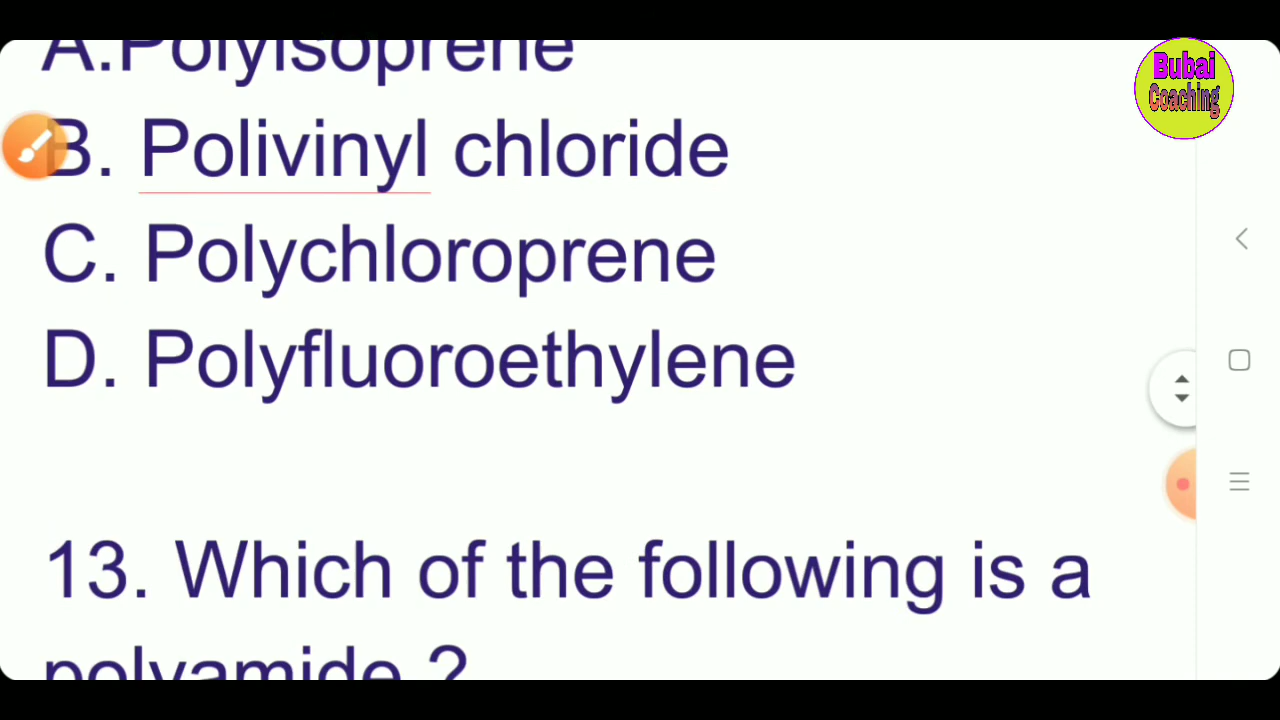 A.Polyisoprene
B. Polivinyl chloride
C. Polychloroprene
D. Polyfluoroethylene
13. Which of the following is a
polyamide ?
Bubai
Coaching